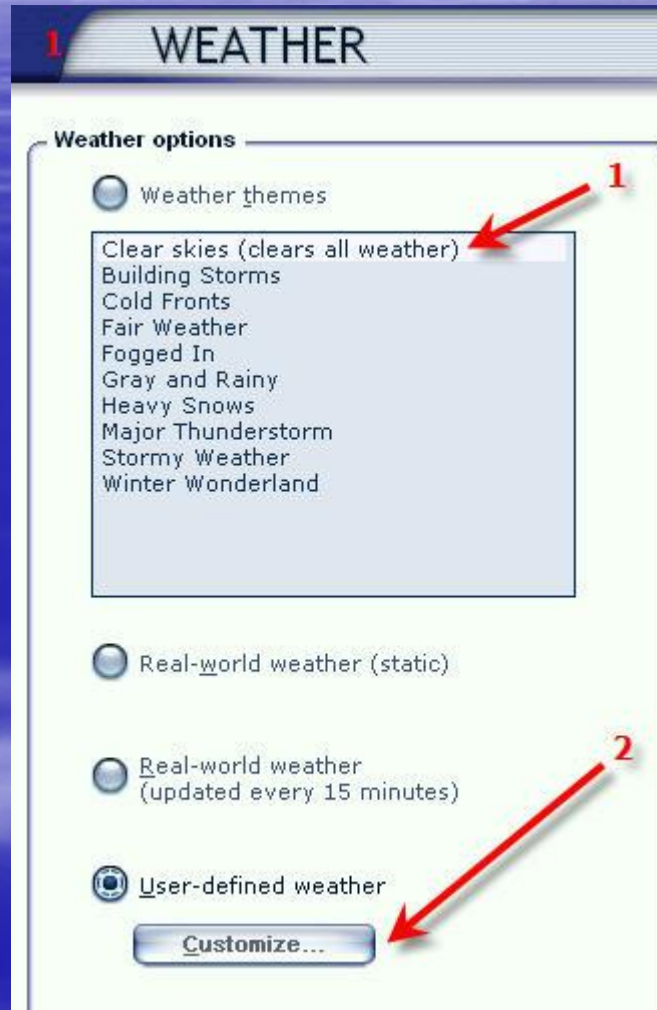 1 WEATHER
Weather options
Weather themes
1
Clear skies (clears all weather)
Building Storms
Cold Fronts
Fair Weather
Fogged In
Gray and Rainy
Heavy Snows
Major Thunderstorm
Stormy Weather
Winter Wonderland
Real-world weather (static)
2
Real-world weather
(updated every 15 minutes)
User-defined weather
Customize...